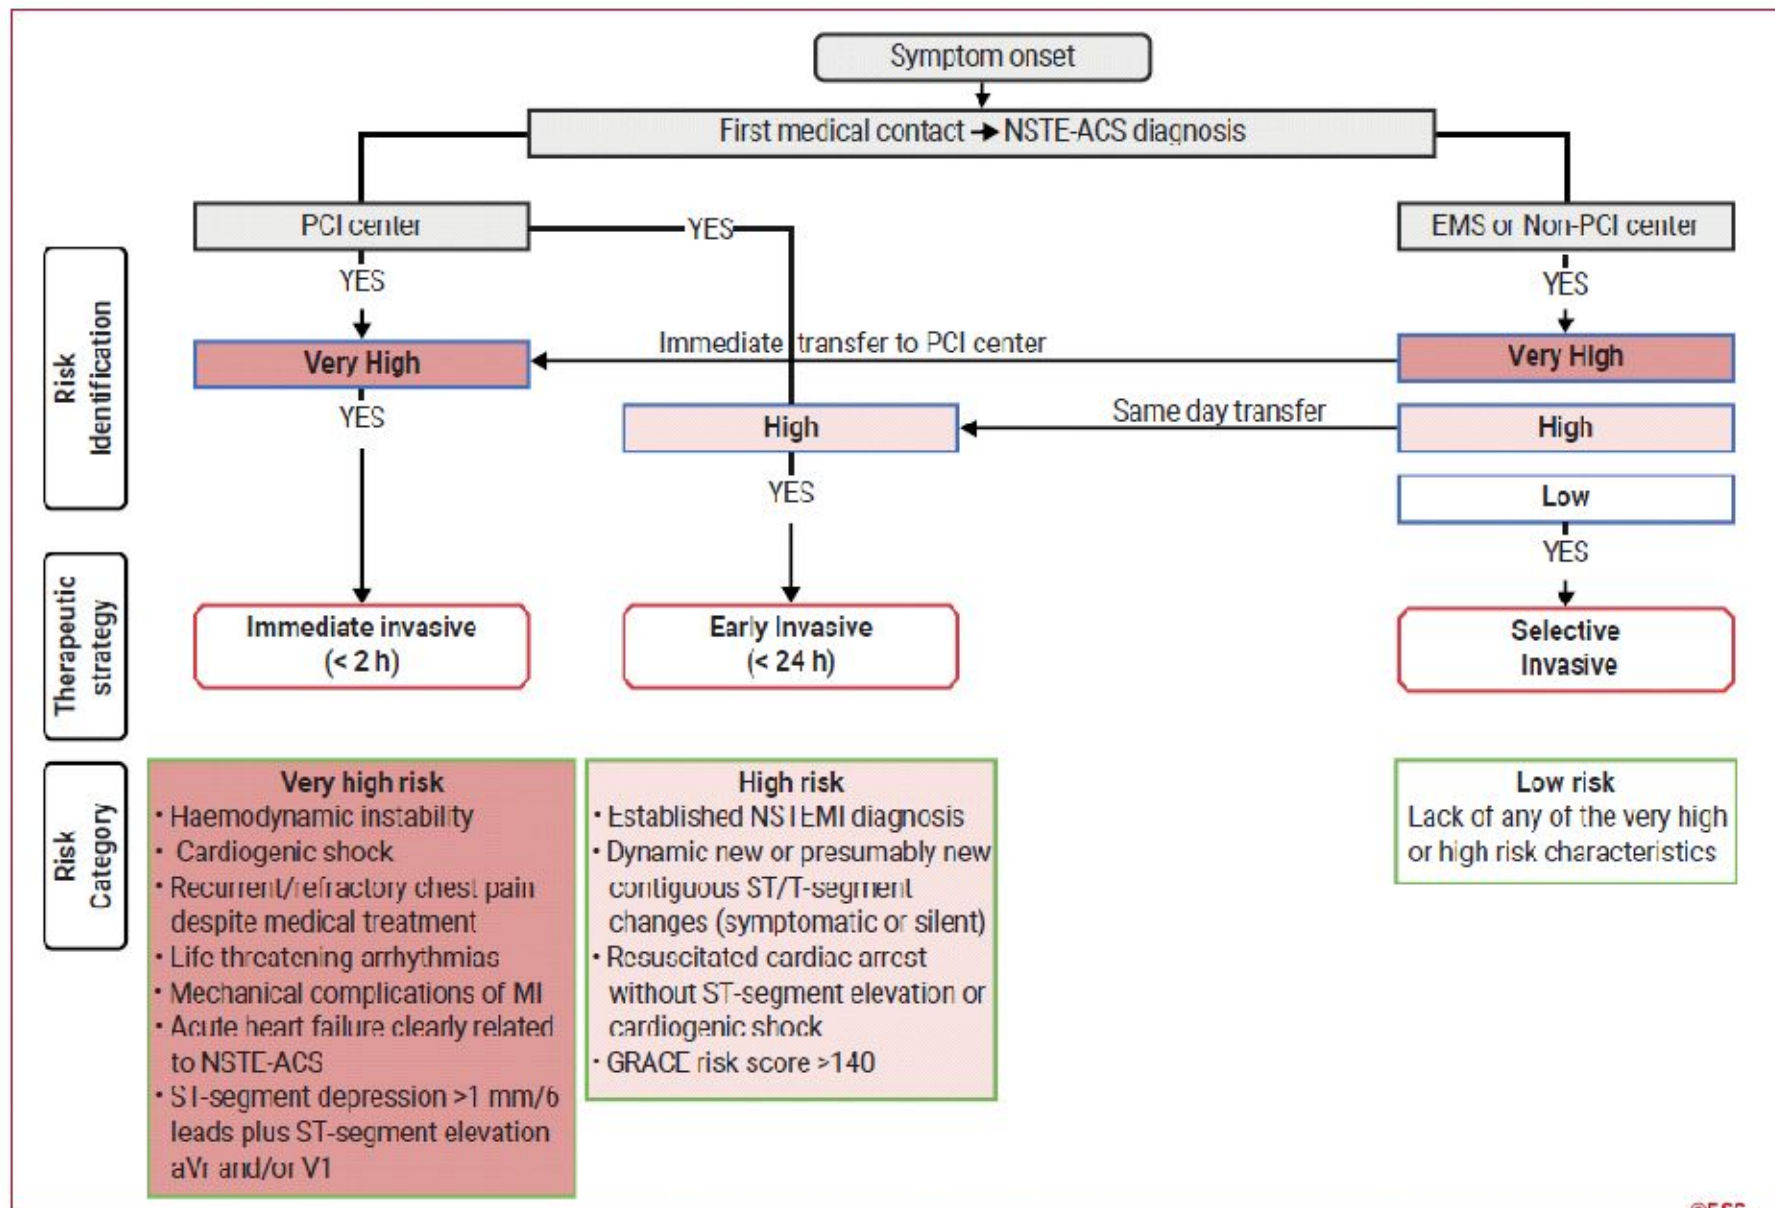 Symptom onset
First medical contact → NSTE-ACS diagnosis
PCI center
YES
EMS or Non-PCI center
YES
YES
Risk
Identification
Very High
Immediate transfer to PCI center
Very High
YES
High
Same day transfer
High
YES
Low
YES
Therapeutic
strategy
Immediate invasive
(< 2 h)
Early Invasive
(< 24 h)
Selective
Invasive
Risk
Category
Very high risk
• Haemodynamic instability
• Cardiogenic shock
• Recurrent/refractory chest pain
despite medical treatment
• Life threatening arrhythmias
• Mechanical complications of MI
• Acute heart failure clearly related
to NSTE-ACS
• ST-segment depression >1 mm/6
leads plus ST-segment elevation
aVr and/or V1
High risk
• Established NSTEMI diagnosis
• Dynamic new or presumably new
contiguous ST/T-segment
changes (symptomatic or silent)
• Resuscitated cardiac arrest
without ST-segment elevation or
cardiogenic shock
• GRACE risk score >140
Low risk
Lack of any of the very high
or high risk characteristics